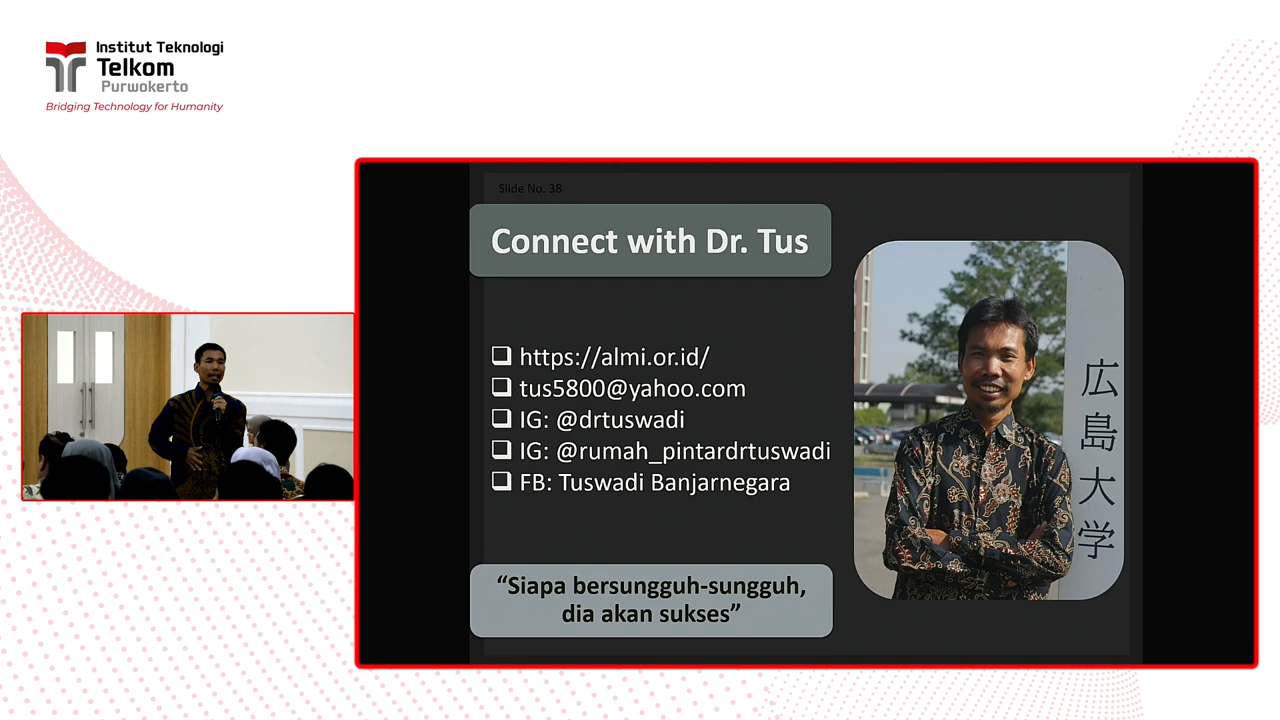 Institut Teknologi
Telkom
Purwokerto
Bridging Technology for Humanity
Slide No. 38
Connect with Dr. Tus
https://almi.or.id/
tus5800@yahoo.com
IG: @drtuswadi
IG: @rumah_pintardrtuswadi
FB: Tuswadi Banjarnegara
“Siapa bersungguh-sungguh,
dia akan sukses”
広島大学